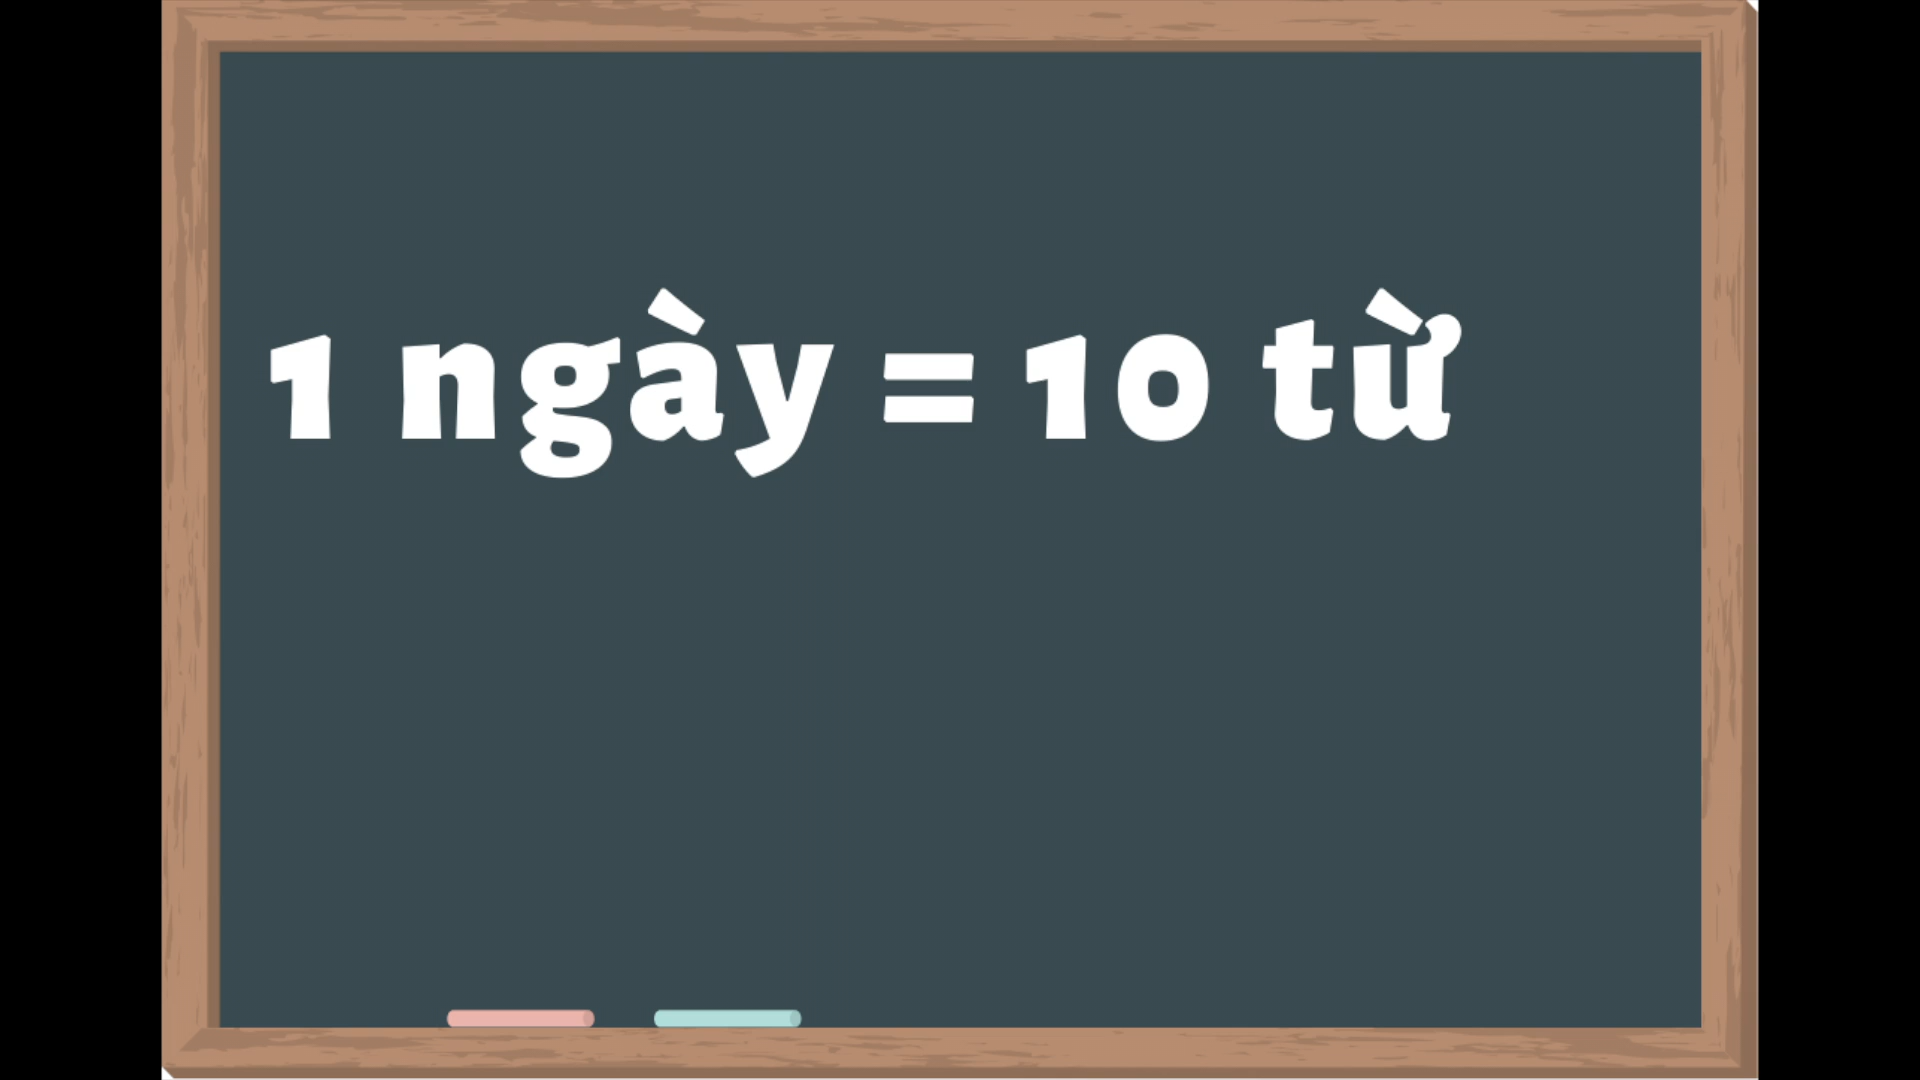 1 ngày = 10 từ